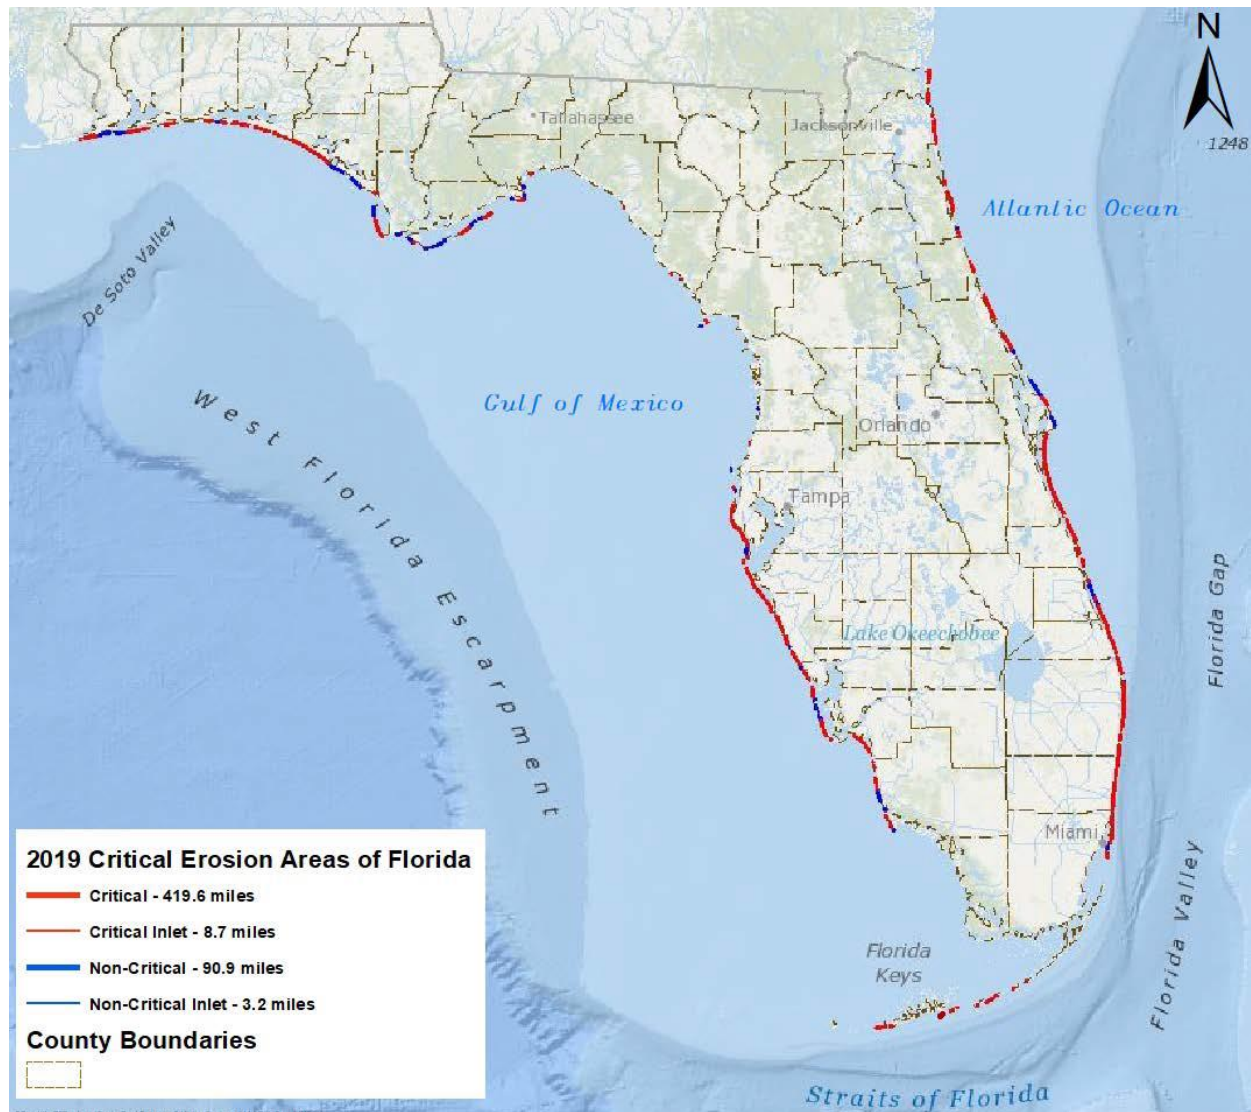 N
1248
Tallahassee
Jacksonville
Atlantic Ocean
De Soto Valley
Gulf of Mexico
West Florida Escarpment
Orlando
Tampa
Florida Gap
Lake Okeechobee
Miami
Florida Valley
Florida
Keys
Straits of Florida
2019 Critical Erosion Areas of Florida
Critical - 419.6 miles
Critical Inlet - 8.7 miles
Non-Critical - 90.9 miles
Non-Critical Inlet - 3.2 miles
County Boundaries